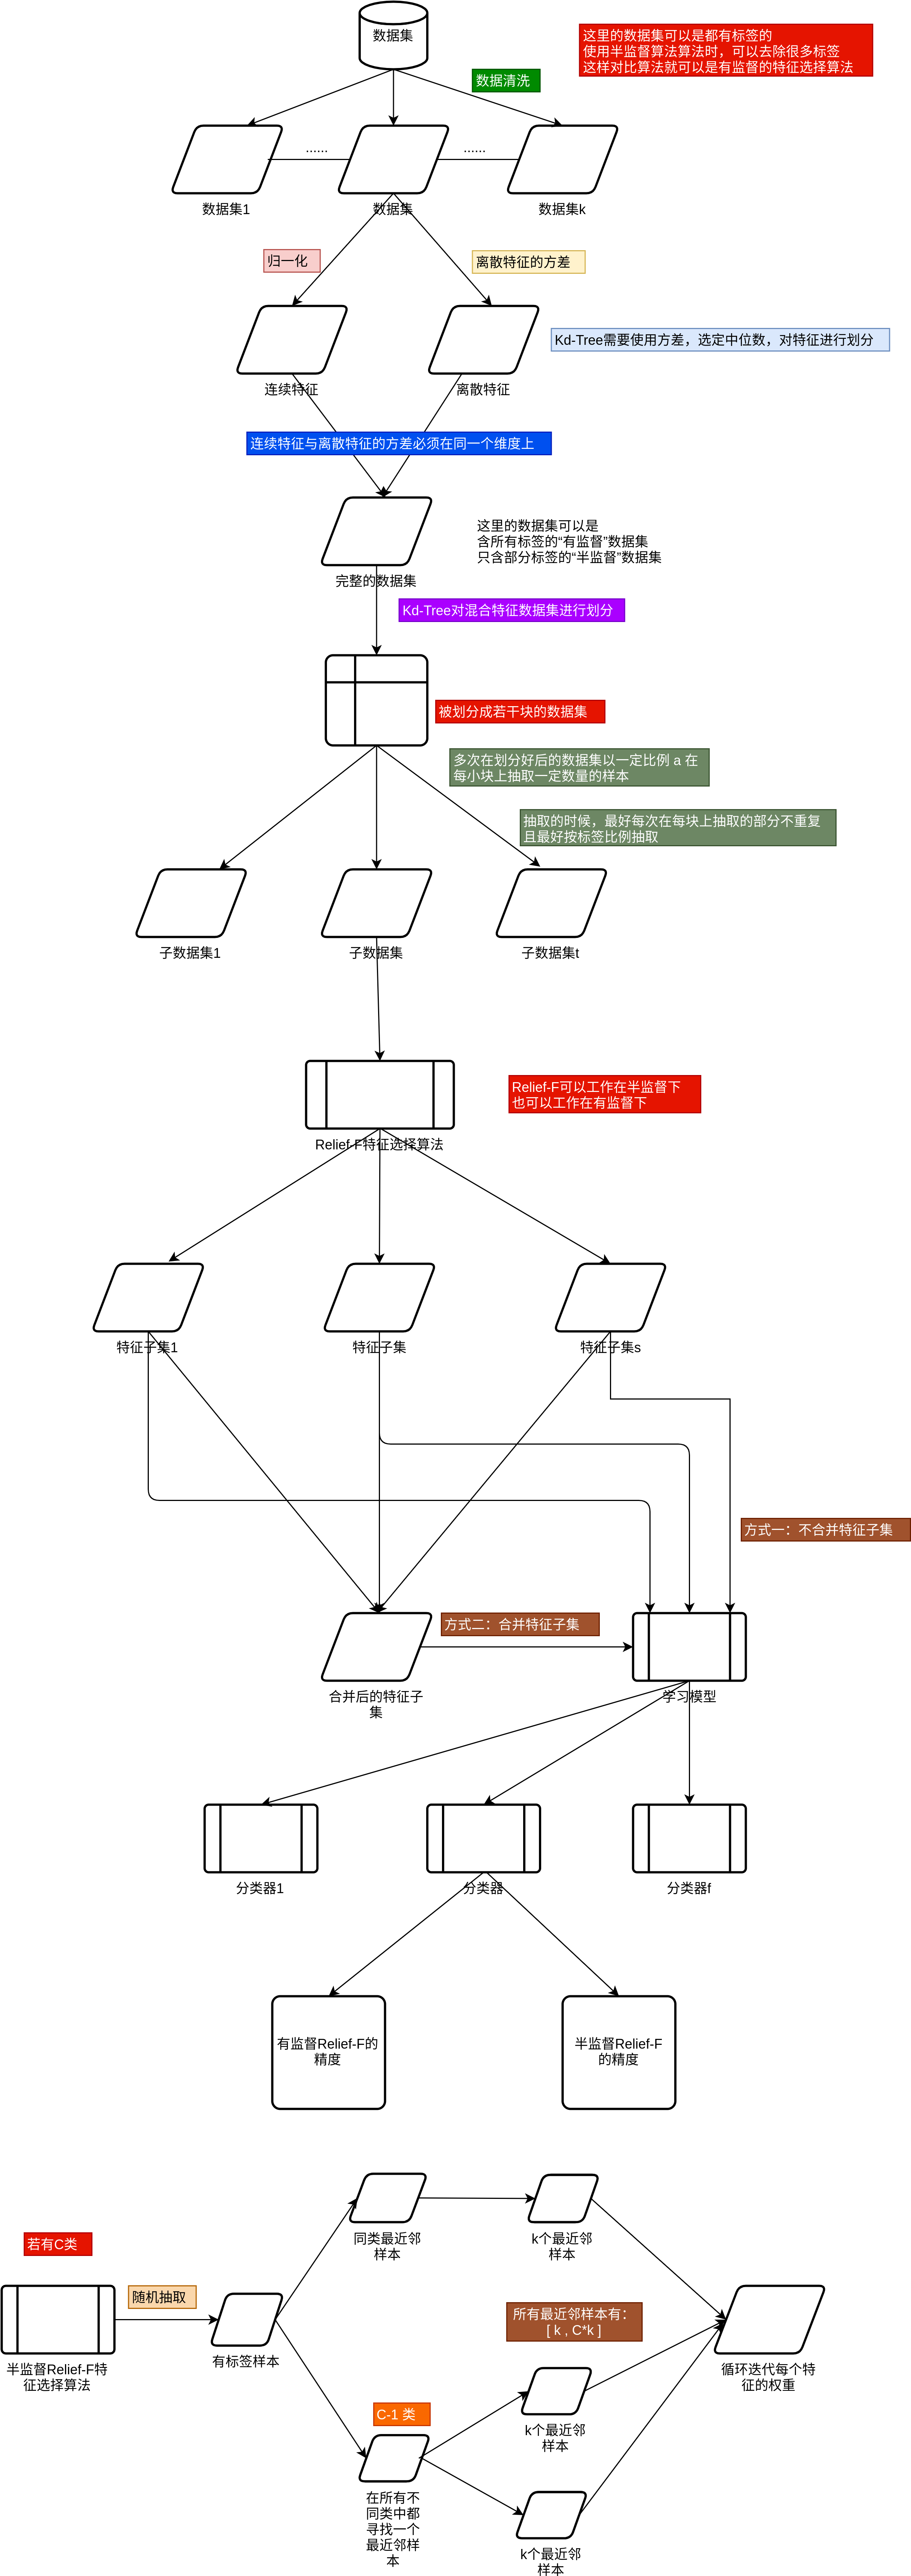 数据集
这里的数据集可以是都有标签的
使用半监督算法算法时，可以去除很多标签
这样对比算法就可以是有监督的特征选择算法
数据清洗
......
......
数据集1
数据集
数据集k
归一化
离散特征的方差
Kd-Tree需要使用方差，选定中位数，对特征进行划分
连续特征
离散特征
连续特征与离散特征的方差必须在同一个维度上
这里的数据集可以是
含所有标签的“有监督”数据集
只含部分标签的“半监督”数据集
完整的数据集
Kd-Tree对混合特征数据集进行划分
被划分成若干块的数据集
多次在划分好后的数据集以一定比例 a 在
每小块上抽取一定数量的样本
抽取的时候，最好每次在每块上抽取的部分不重复
且最好按标签比例抽取
子数据集1
子数据集
子数据集t
Relief-F可以工作在半监督下
也可以工作在有监督下
Relief-F特征选择算法
特征子集1
特征子集
特征子集s
方式一：不合并特征子集
方式二：合并特征子集
合并后的特征子
集
学习模型
分类器1
分类器
分类器f
有监督Relief-F的
精度
半监督Relief-F
的精度
同类最近邻
样本
k个最近邻
样本
若有C类
随机抽取
所有最近邻样本有：
[ k , C*k ]
半监督Relief-F特
征选择算法
有标签样本
循环迭代每个特
征的权重
C-1 类
k个最近邻
样本
在所有不
同类中都
寻找一个
最近邻样
本
k个最近邻
样本